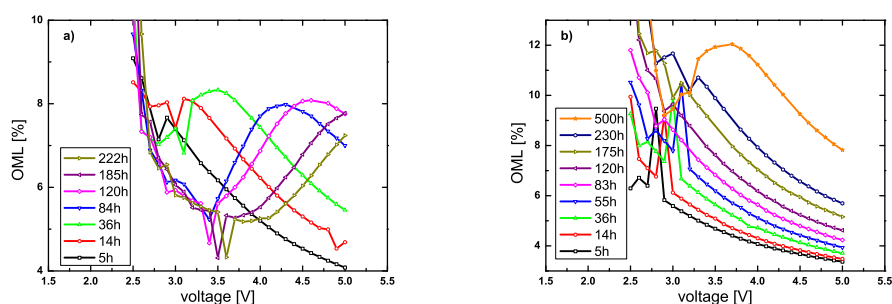 a)
OML [%]
10
8
6
4
222h
185h
120h
84h
36h
14h
5h
1.5 2.0 2.5 3.0 3.5 4.0 4.5 5.0 5.5
voltage [V]
b)
OML [%]
12
10
8
6
4
500h
230h
175h
120h
83h
55h
36h
14h
5h
1.5 2.0 2.5 3.0 3.5 4.0 4.5 5.0 5.5
voltage [V]